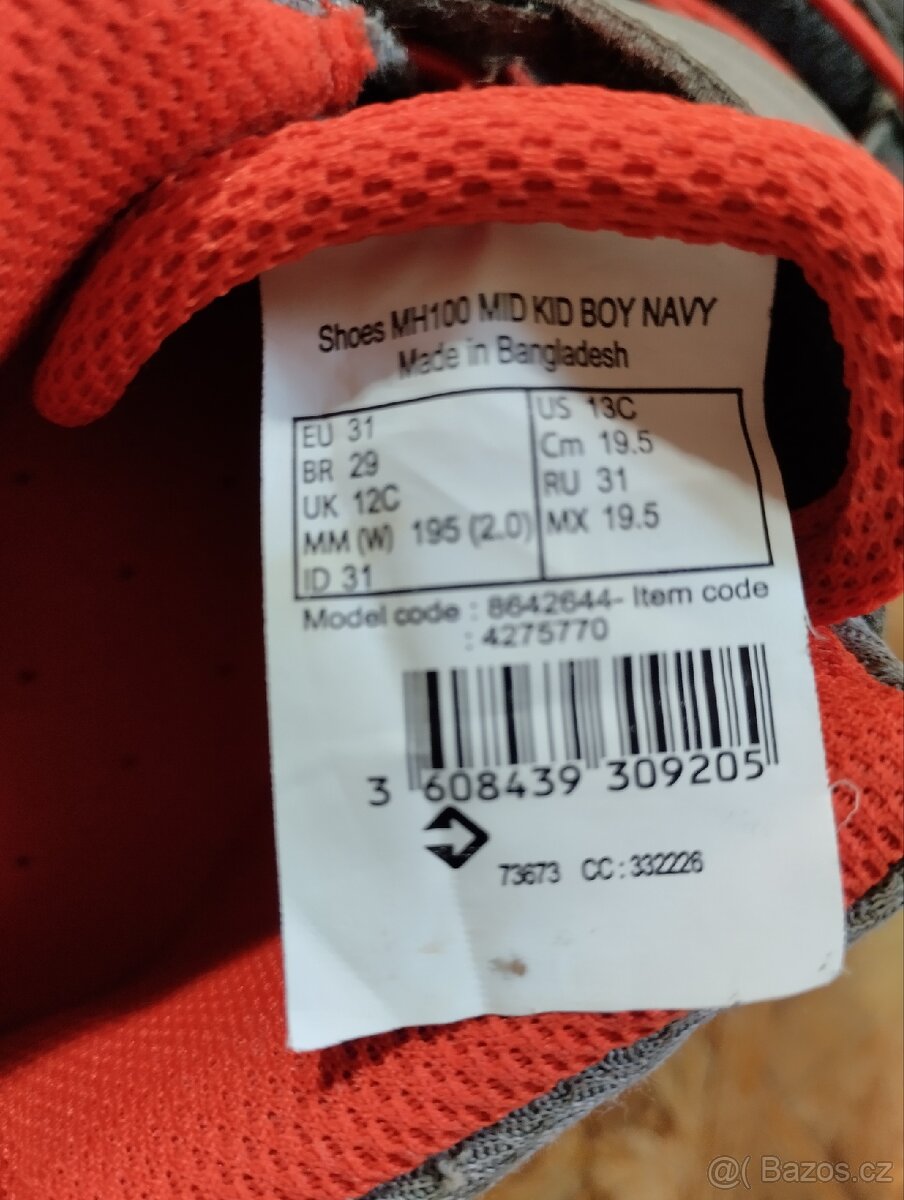 Shoes MH100 MID KID BOY NAVY
Made in Bangladesh
EU 31
BR 29
UK 12C
MM (W) 195 (2.0)
ID 31
US 13C
Cm 19.5
RU 31
MX 19.5
Model code : 8642644- Item code
: 4275770
3 608439 309205
73673 CC : 332226
@( Bazos.cz